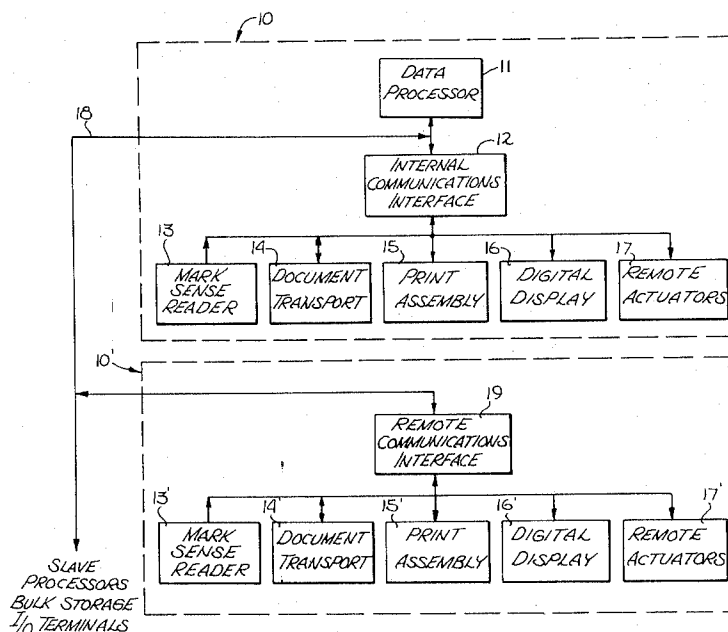 10
DATA
PROCESSOR
11
18
12
INTERNAL
COMMUNICATIONS
INTERFACE
13
MARK
SENSE
READER
14
DOCUMENT
TRANSPORT
15
PRINT
ASSEMBLY
16
DIGITAL
DISPLAY
17
REMOTE
ACTUATORS
10'
19
REMOTE
COMMUNICATIONS
INTERFACE
13'
MARK
SENSE
READER
14'
DOCUMENT
TRANSPORT
15'
PRINT
ASSEMBLY
16'
DIGITAL
DISPLAY
17'
REMOTE
ACTUATORS
SLAVE
PROCESSORS
BULK STORAGE
I/O TERMINALS